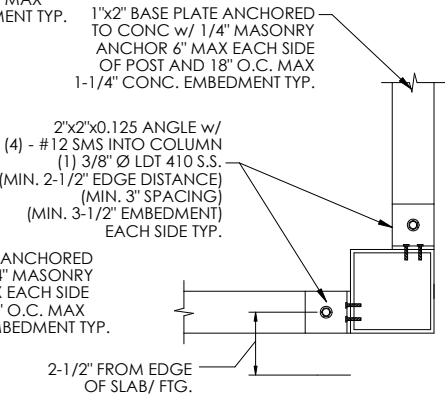 MAX
MENT TYP.
1"x2" BASE PLATE ANCHORED
TO CONC w/ 1/4" MASONRY
ANCHOR 6" MAX EACH SIDE
OF POST AND 18" O.C. MAX
1-1/4" CONC. EMBEDMENT TYP.
2"x2"x0.125 ANGLE w/
(4) - #12 SMS INTO COLUMN
(1) 3/8" Ø LDT 410 S.S.
(MIN. 2-1/2" EDGE DISTANCE)
(MIN. 3" SPACING)
(MIN. 3-1/2" EMBEDMENT)
EACH SIDE TYP.
ANCHORED
4" MASONRY
X EACH SIDE
" O.C. MAX
MBEDMENT TYP.
2-1/2" FROM EDGE
OF SLAB/ FTG.